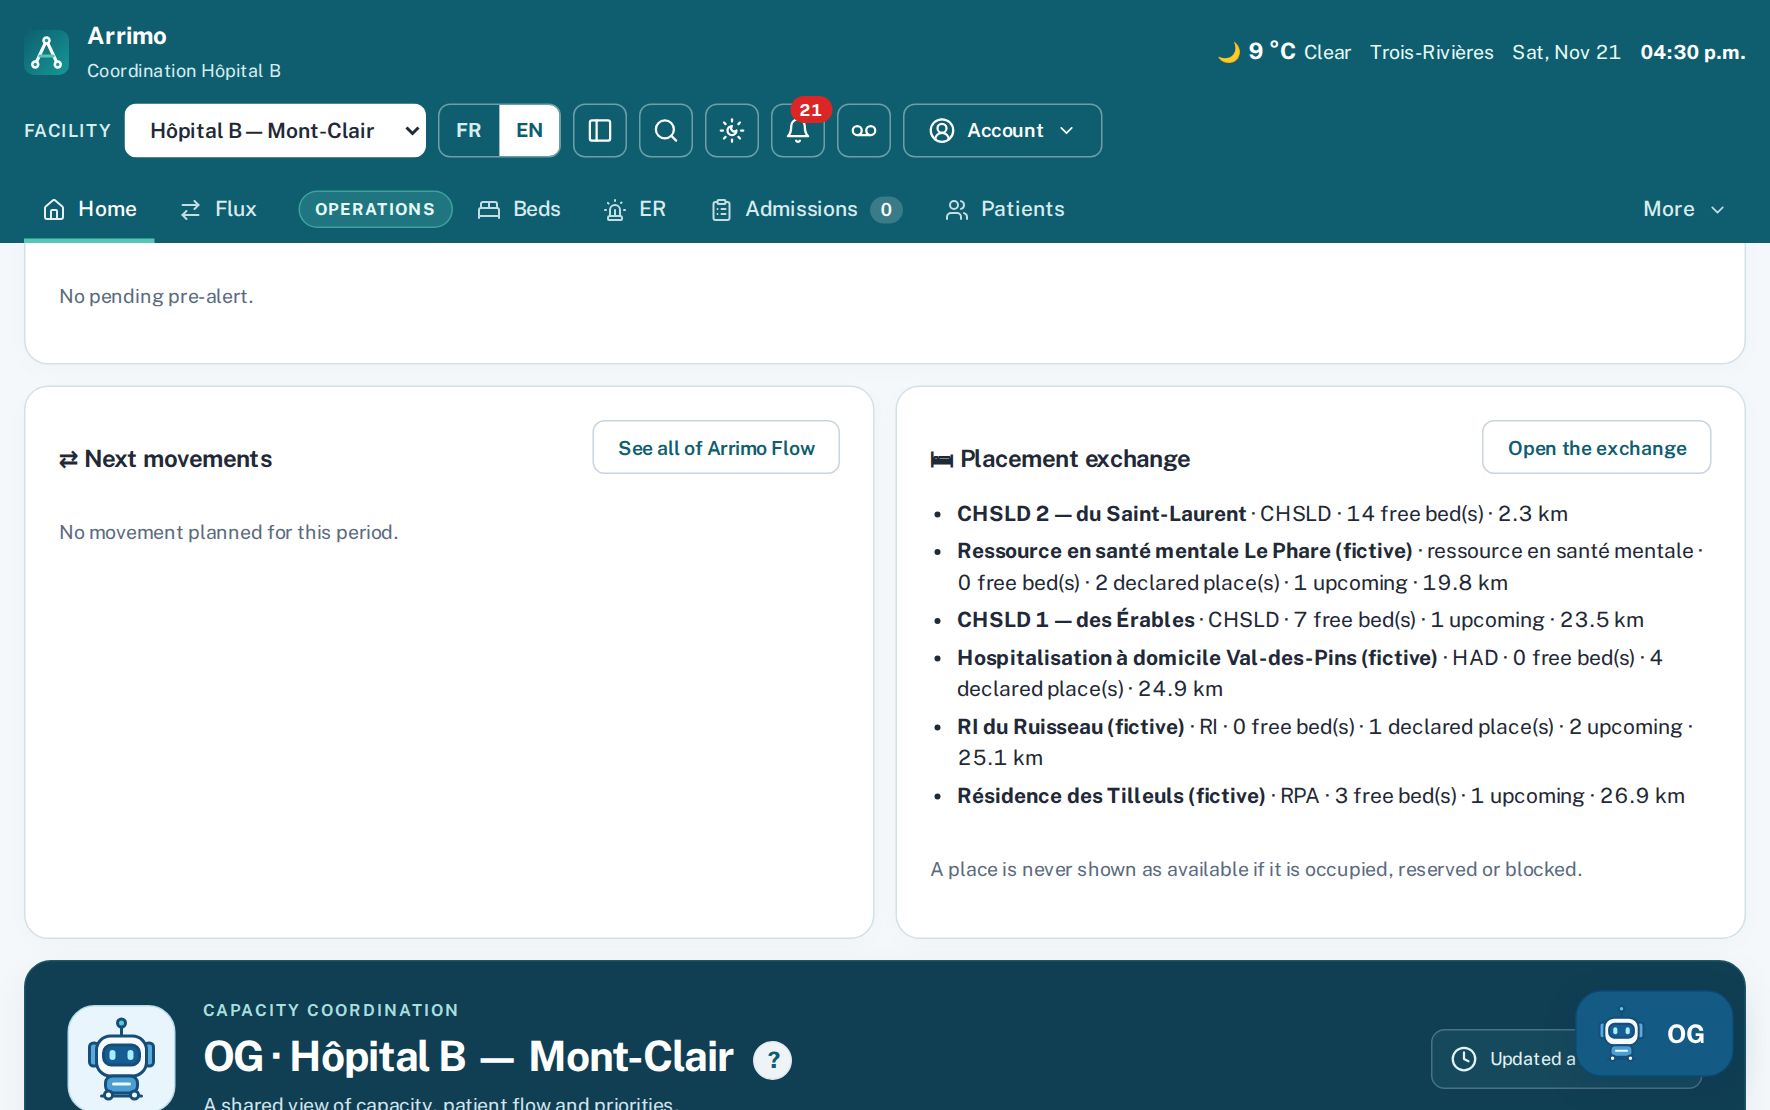 Arrimo
Coordination Hôpital B
9 °C Clear Trois-Rivières Sat, Nov 21 04:30 p.m.
FACILITY Hôpital B — Mont-Clair FR EN 21 Account
Home Flux OPERATIONS Beds ER Admissions 0 Patients More
No pending pre-alert.
⇄ Next movements
See all of Arrimo Flow
No movement planned for this period.
Placement exchange
Open the exchange
• CHSLD 2 — du Saint-Laurent · CHSLD · 14 free bed(s) · 2.3 km
• Ressource en santé mentale Le Phare (fictive) · ressource en santé mentale ·
0 free bed(s) · 2 declared place(s) · 1 upcoming · 19.8 km
• CHSLD 1 — des Érables · CHSLD · 7 free bed(s) · 1 upcoming · 23.5 km
• Hospitalisation à domicile Val-des-Pins (fictive) · HAD · 0 free bed(s) · 4
declared place(s) · 24.9 km
• RI du Ruisseau (fictive) · RI · 0 free bed(s) · 1 declared place(s) · 2 upcoming ·
25.1 km
• Résidence des Tilleuls (fictive) · RPA · 3 free bed(s) · 1 upcoming · 26.9 km
A place is never shown as available if it is occupied, reserved or blocked.
CAPACITY COORDINATION
OG · Hôpital B — Mont-Clair ?
A shared view of capacity, patient flow and priorities.
Updated a
OG